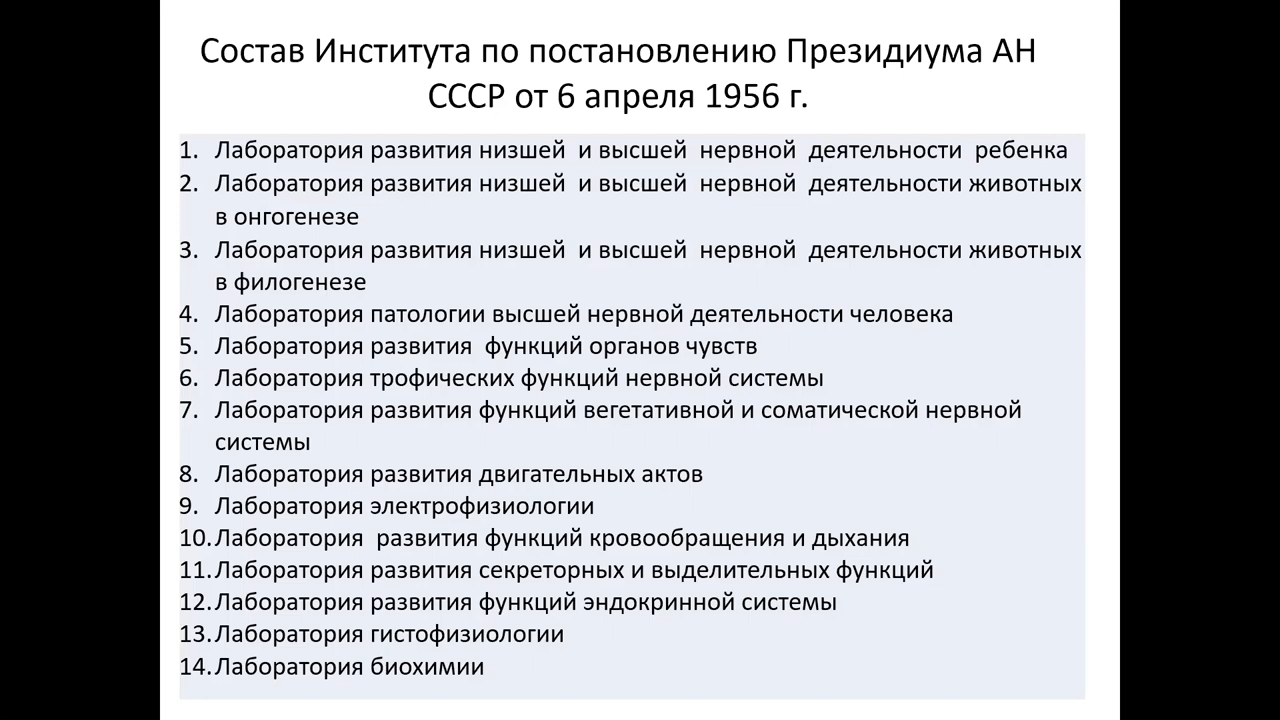 Состав Института по постановлению Президиума АН
СССР от 6 апреля 1956 г.
1. Лаборатория развития низшей и высшей нервной деятельности ребенка
2. Лаборатория развития низшей и высшей нервной деятельности животных
в онгогенезе
3. Лаборатория развития низшей и высшей нервной деятельности животных
в филогенезе
4. Лаборатория патологии высшей нервной деятельности человека
5. Лаборатория развития функций органов чувств
6. Лаборатория трофических функций нервной системы
7. Лаборатория развития функций вегетативной и соматической нервной
системы
8. Лаборатория развития двигательных актов
9. Лаборатория электрофизиологии
10. Лаборатория развития функций кровообращения и дыхания
11. Лаборатория развития секреторных и выделительных функций
12. Лаборатория развития функций эндокринной системы
13. Лаборатория гистофизиологии
14. Лаборатория биохимии